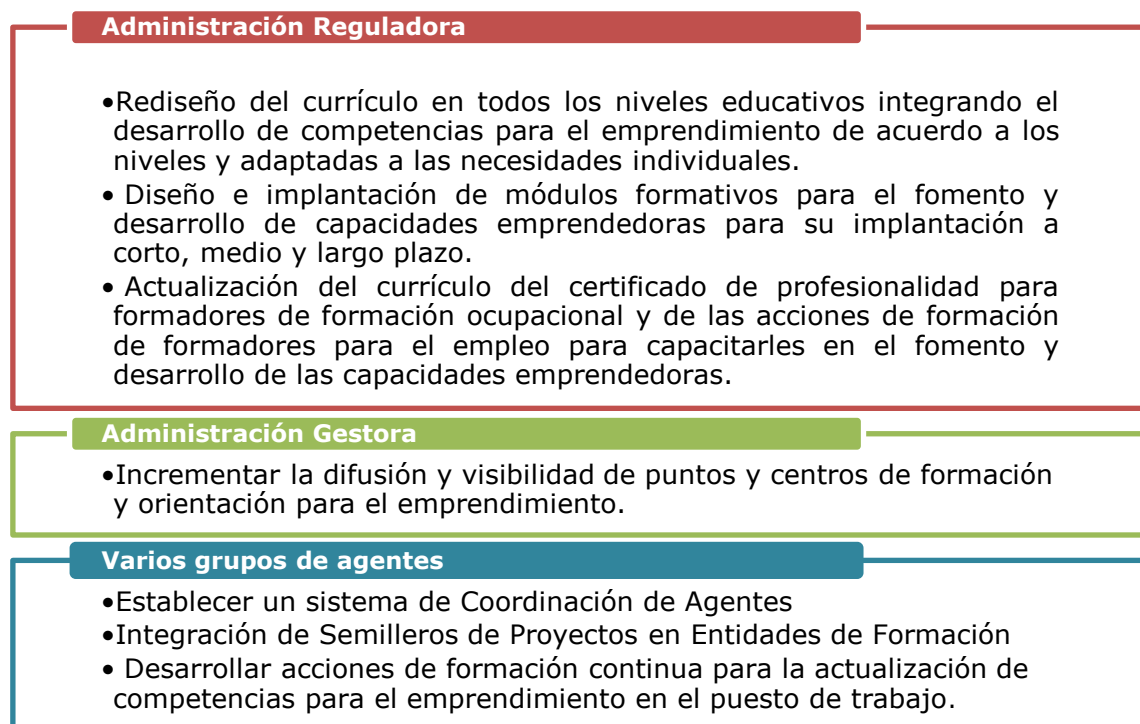 Administración Reguladora
•Rediseño del currículo en todos los niveles educativos integrando el
desarrollo de competencias para el emprendimiento de acuerdo a los
niveles y adaptadas a las necesidades individuales.
• Diseño e implantación de módulos formativos para el fomento y
desarrollo de capacidades emprendedoras para su implantación a
corto, medio y largo plazo.
• Actualización del currículo del certificado de profesionalidad para
formadores de formación ocupacional y de las acciones de formación
de formadores para el empleo para capacitarles en el fomento y
desarrollo de las capacidades emprendedoras.
Administración Gestora
•Incrementar la difusión y visibilidad de puntos y centros de formación
y orientación para el emprendimiento.
Varios grupos de agentes
•Establecer un sistema de Coordinación de Agentes
•Integración de Semilleros de Proyectos en Entidades de Formación
• Desarrollar acciones de formación continua para la actualización de
competencias para el emprendimiento en el puesto de trabajo.